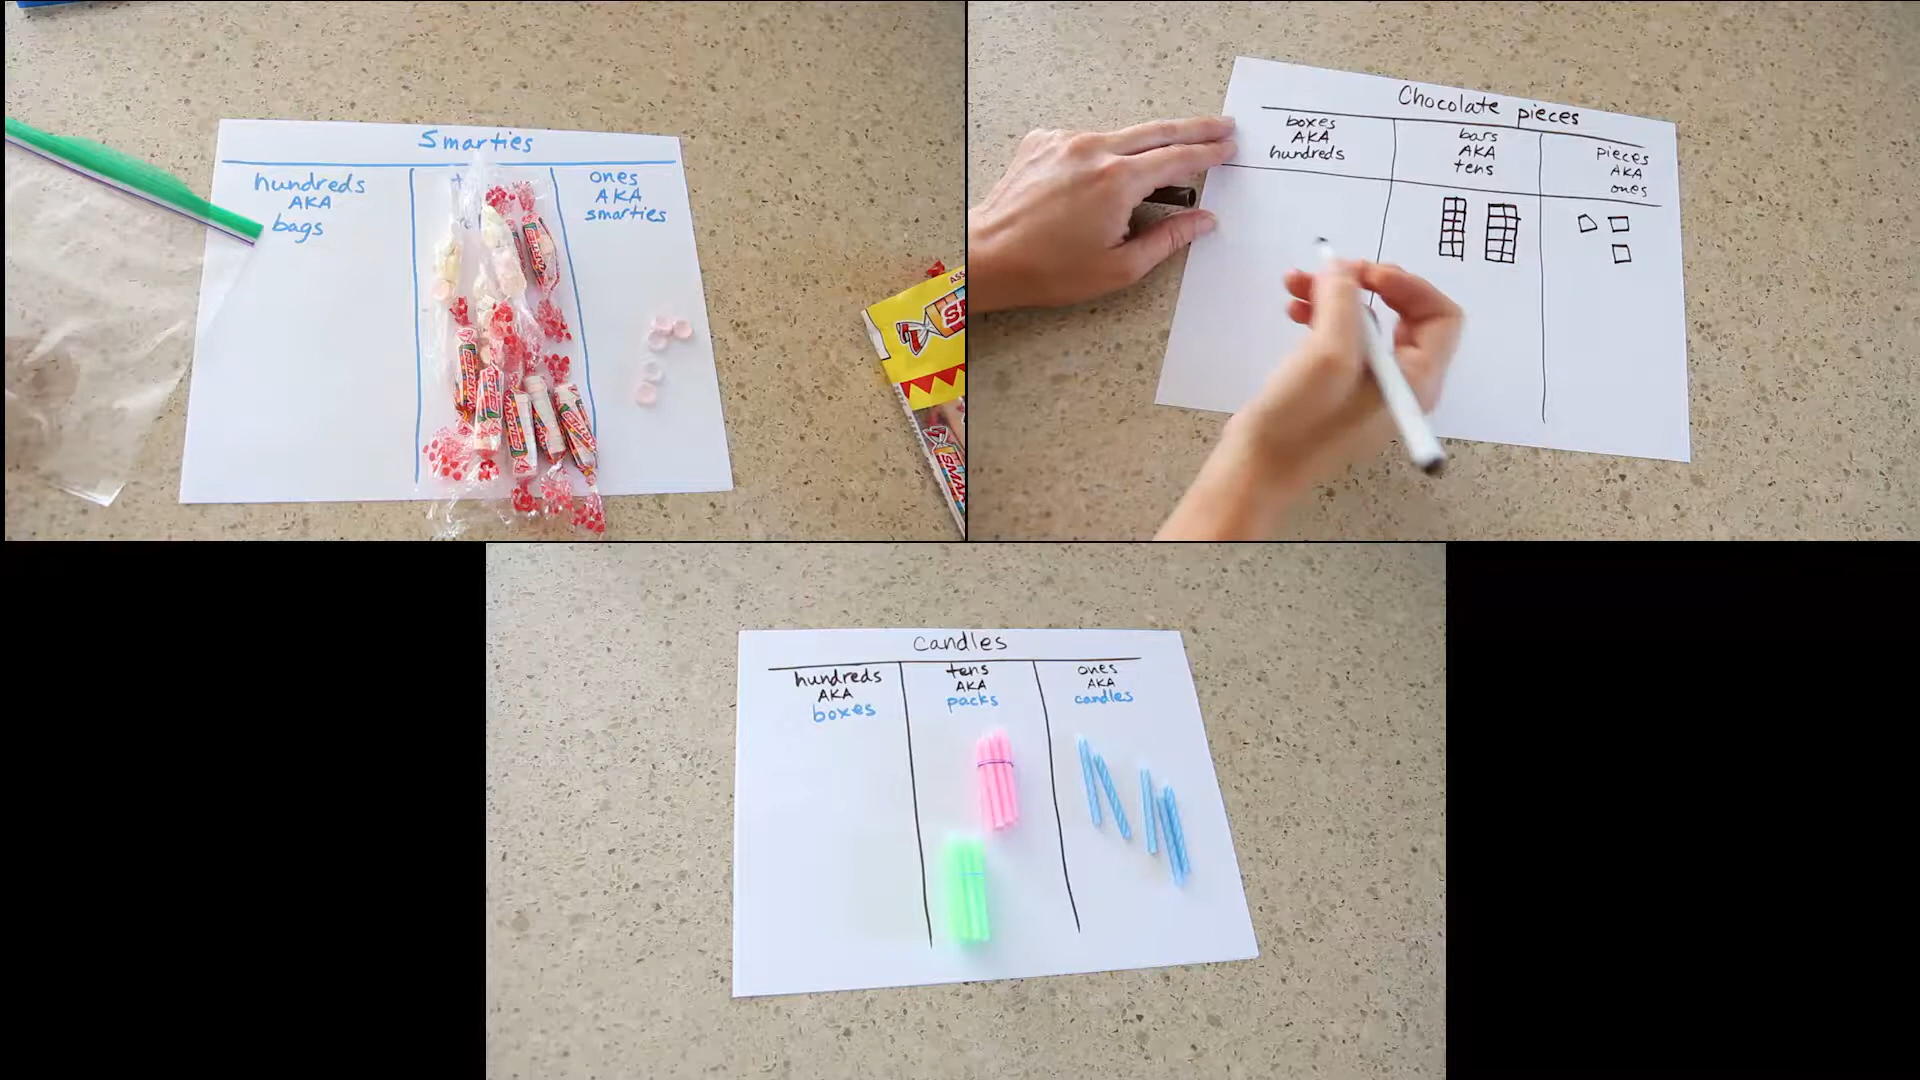 Smarties
hundreds
AKA
bags
ones
AKA
smarties
Chocolate pieces
boxes
AKA
hundreds
bars
AKA
tens
pieces
AKA
ones
candles
hundreds
AKA
boxes
tens
AKA
packs
ones
AKA
candles